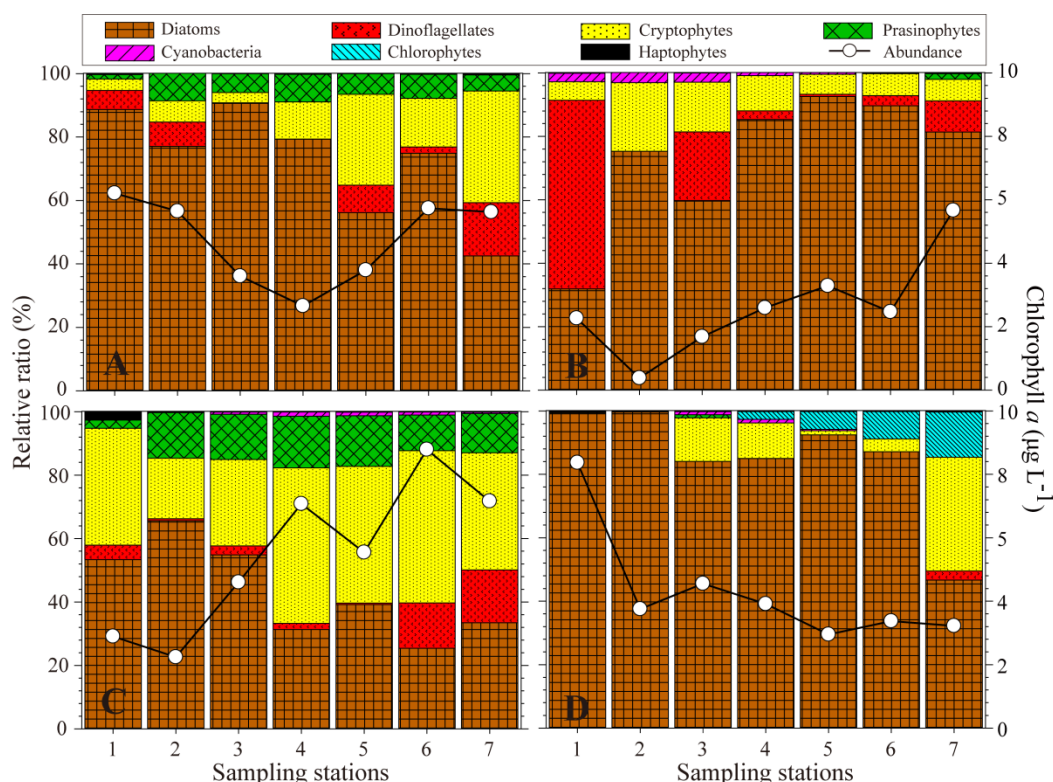 Diatoms Dinoflagellates Cryptophytes Prasinophytes
Cyanobacteria Chlorophytes Haptophytes Abundance
Relative ratio (%)
100
80
60
40
20
0
A
B
10
8
5
4
2
0
Chlorophyll a (μg L⁻¹)
100
80
60
40
20
0
C
D
10
8
5
4
2
0
1 2 3 4 5 6 7
1 2 3 4 5 6 7
Sampling stations
Sampling stations